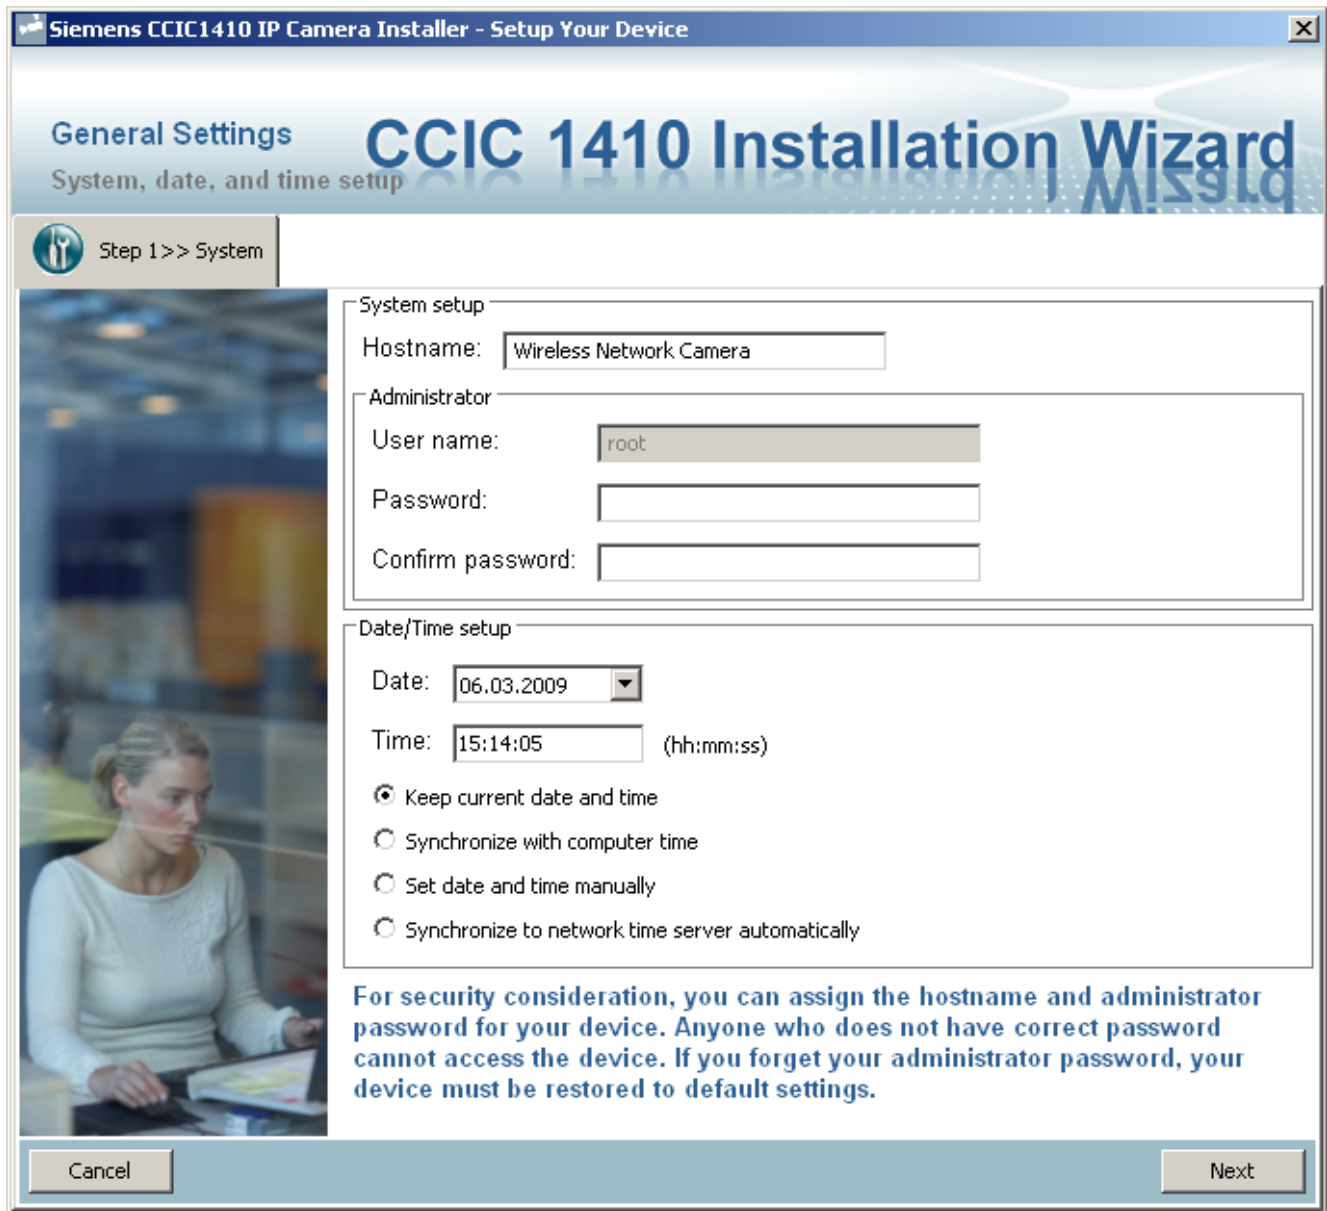 Siemens CCIC1410 IP Camera Installer - Setup Your Device
General Settings
CCIC 1410 Installation Wizard
System, date, and time setup
Step 1>> System
System setup
Hostname: Wireless Network Camera
Administrator
User name: root
Password:
Confirm password:
Date/Time setup
Date: 06.03.2009
Time: 15:14:05 (hh:mm:ss)
Keep current date and time
Synchronize with computer time
Set date and time manually
Synchronize to network time server automatically
For security consideration, you can assign the hostname and administrator
password for your device. Anyone who does not have correct password
cannot access the device. If you forget your administrator password, your
device must be restored to default settings.
Cancel Next